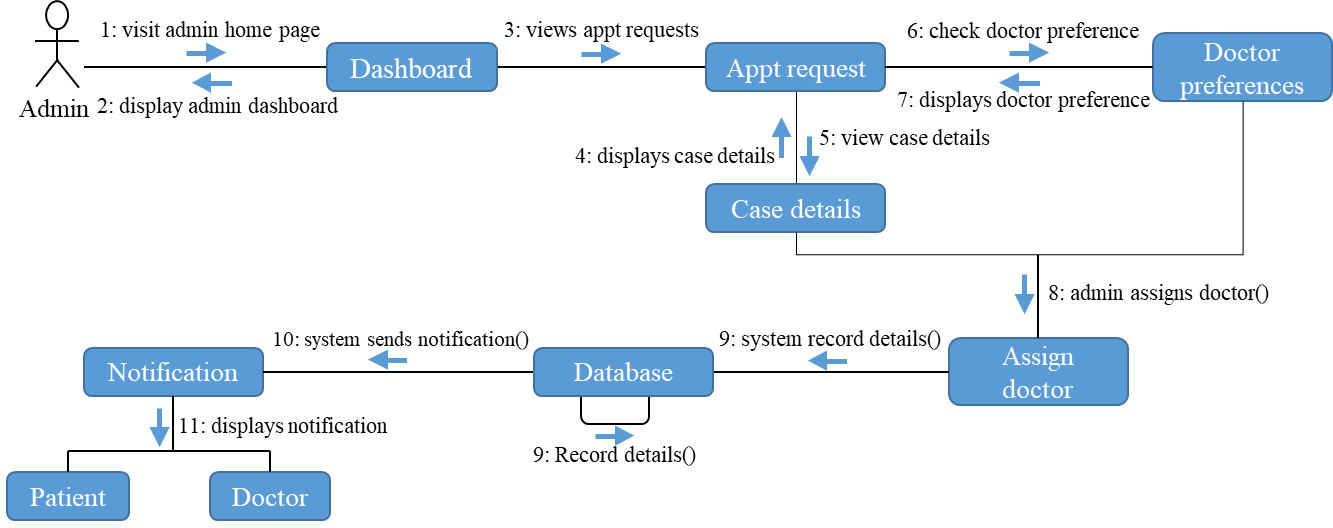 1: visit admin home page
3: views appt requests
6: check doctor preference
Dashboard
Appt request
Doctor
preferences
Admin
2: display admin dashboard
7: displays doctor preference
4: displays case details
5: view case details
Case details
8: admin assigns doctor()
10: system sends notification()
9: system record details()
Notification
Database
Assign
doctor
11: displays notification
9: Record details()
Patient
Doctor